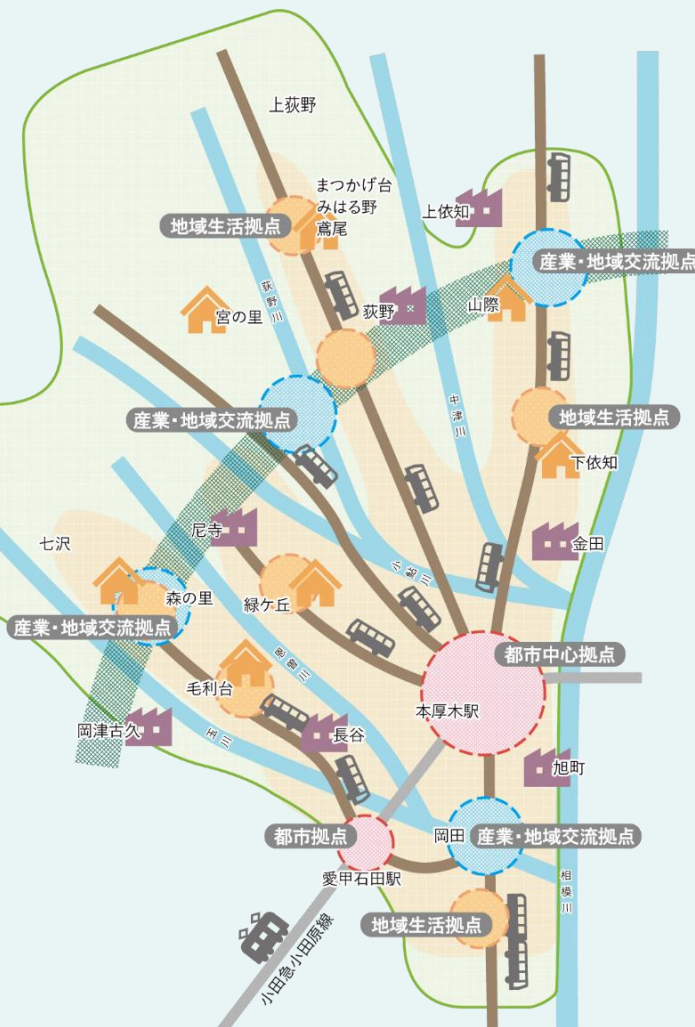 上荻野
まつかげ台
みはる野
鳶尾
地域生活拠点
上依知
産業・地域交流拠点
荻野川
宮の里
荻野
山際
中津川
産業・地域交流拠点
地域生活拠点
下依知
尼寺
金田
七沢
小鮎川
森の里
緑ケ丘
産業・地域交流拠点
恩曽川
都市中心拠点
毛利台
本厚木駅
岡津古久
玉川
長谷
旭町
都市拠点
岡田
産業・地域交流拠点
愛甲石田駅
相模川
地域生活拠点
小田急小田原線